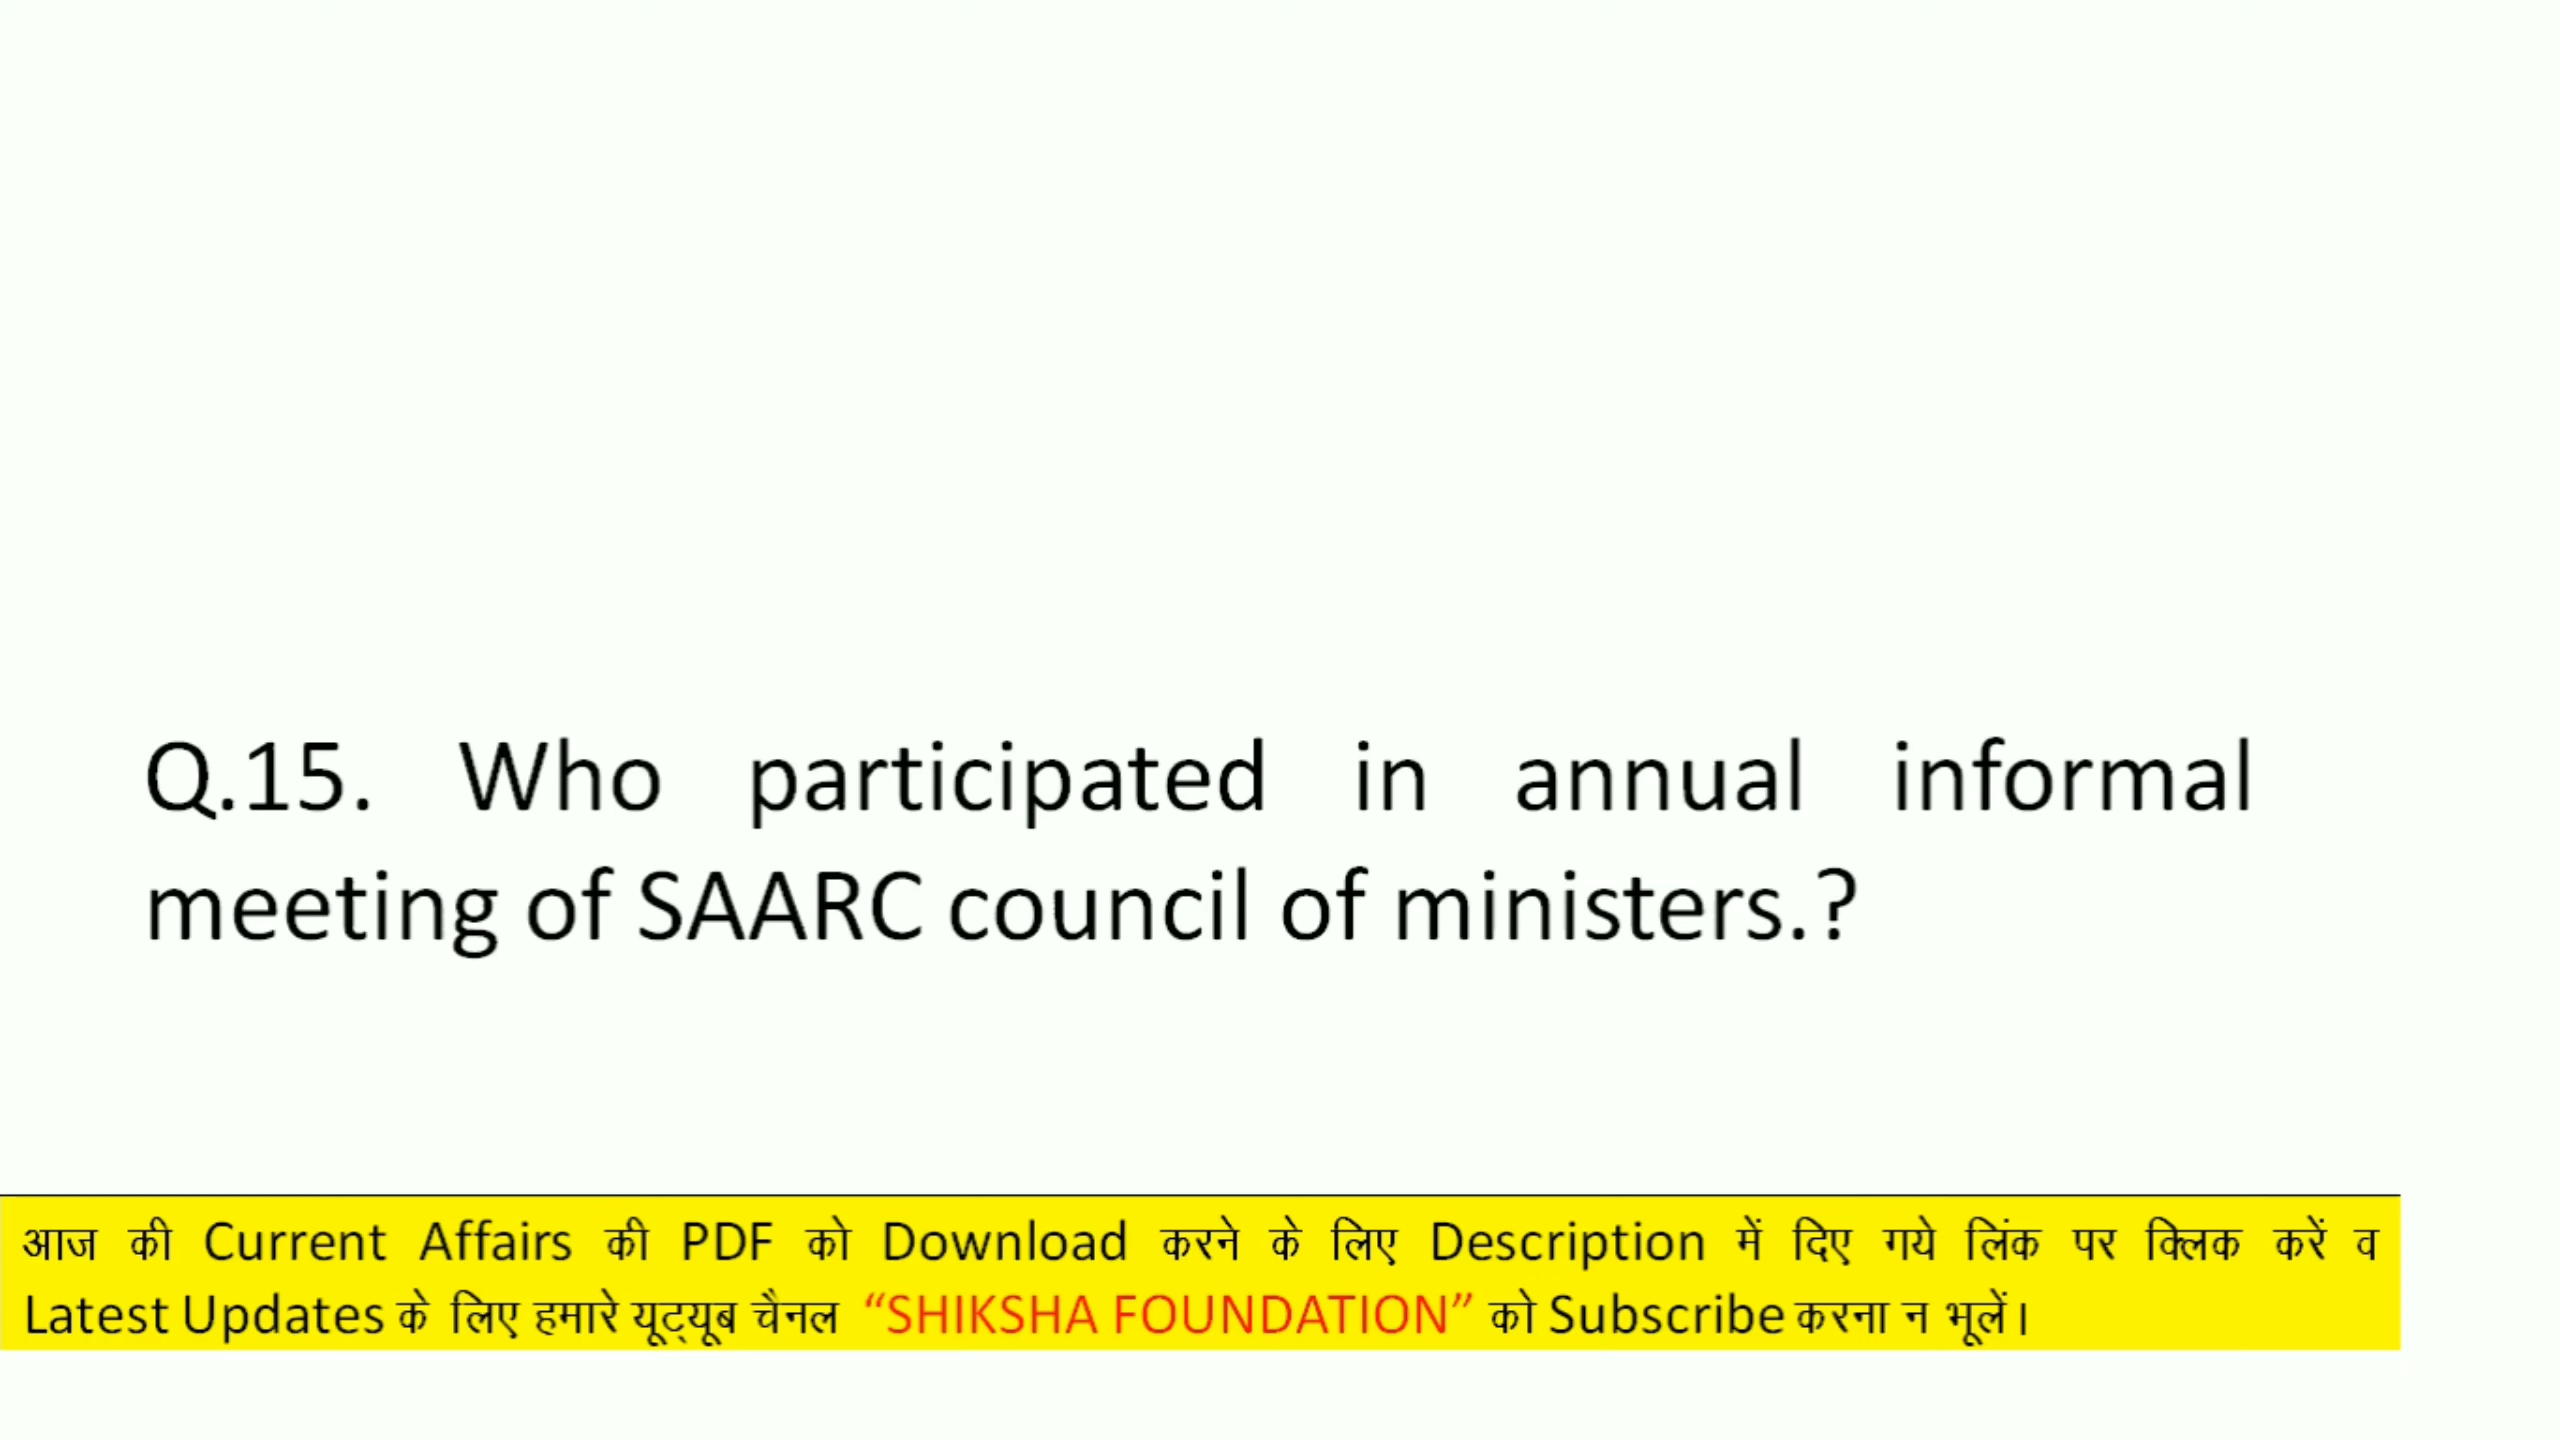 Q.15. Who participated in annual informal
meeting of SAARC council of ministers.?
आज की Current Affairs की PDF को Download करने के लिए Description में दिए गये लिंक पर क्लिक करें व
Latest Updates के लिए हमारे यूट्यूब चैनल “SHIKSHA FOUNDATION” को Subscribe करना न भूलें।